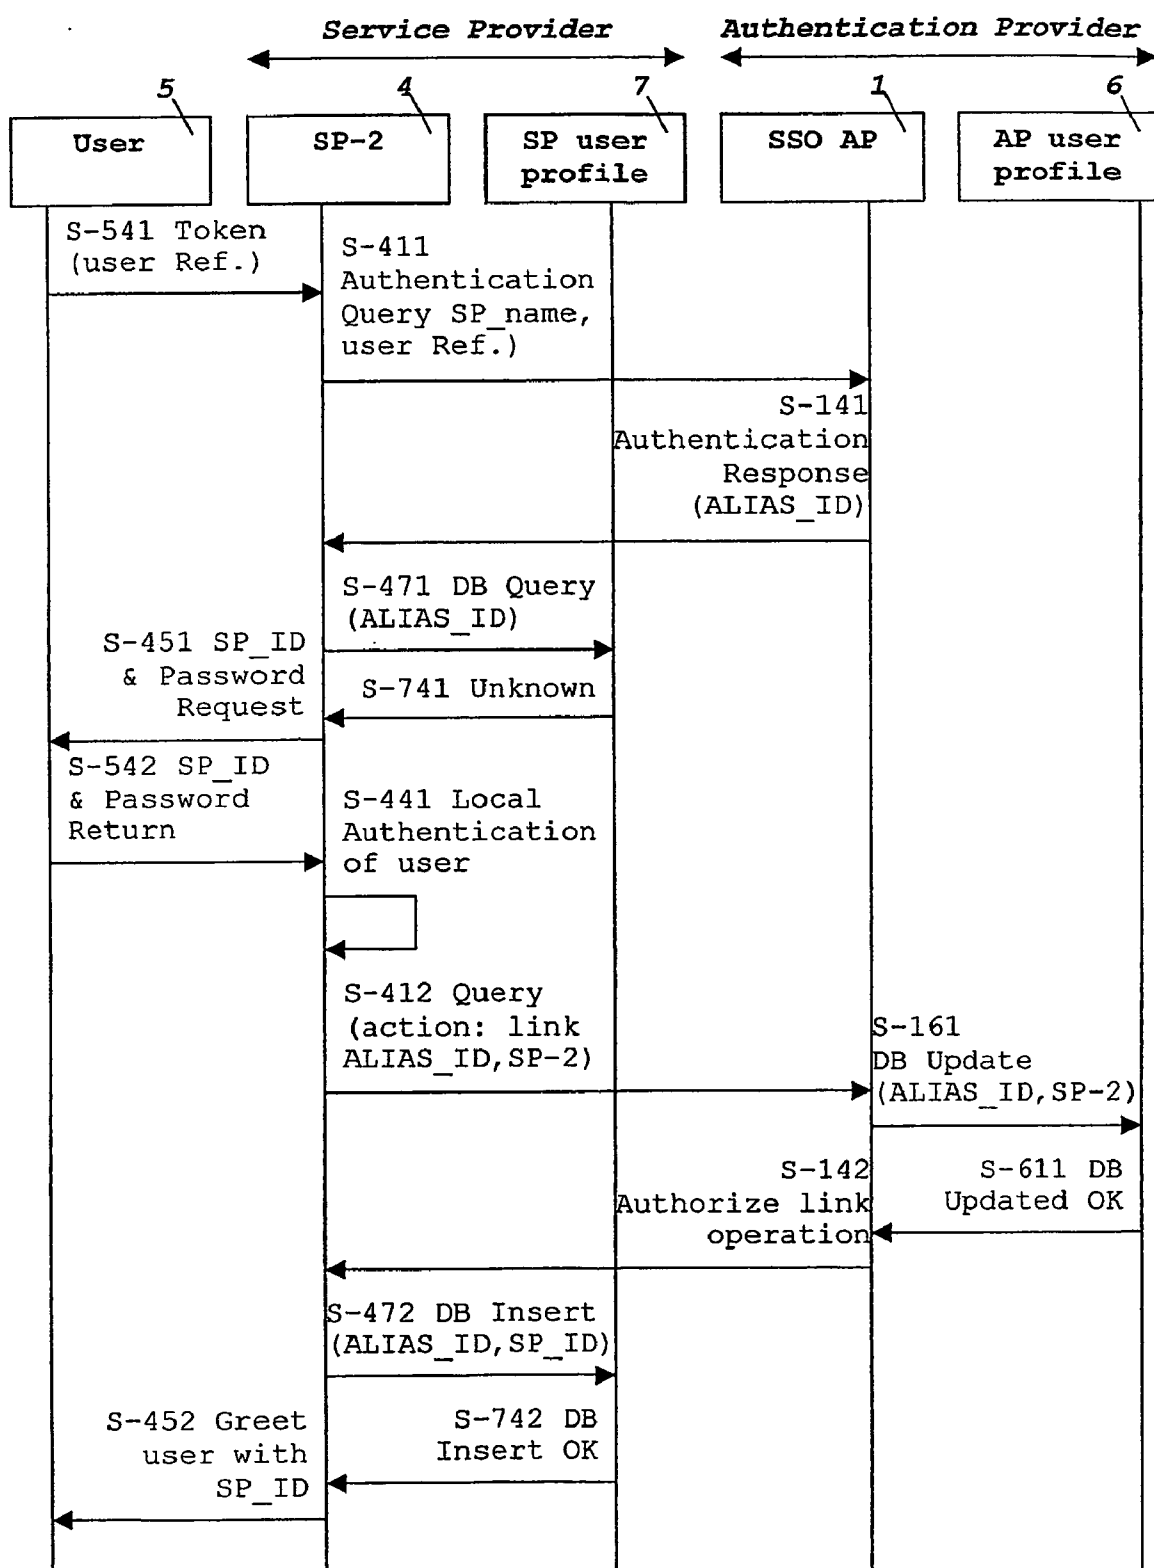 Service Provider
Authentication Provider
5
4
7
1
6
User
SP-2
SP user
profile
SSO AP
AP user
profile
S-541 Token
(user Ref.)
S-411
Authentication
Query SP_name,
user Ref.)
S-141
Authentication
Response
(ALIAS_ID)
S-471 DB Query
(ALIAS_ID)
S-451 SP_ID
& Password
Request
S-741 Unknown
S-542 SP_ID
& Password
Return
S-441 Local
Authentication
of user
S-412 Query
(action: link
ALIAS_ID,SP-2)
S-161
DB Update
(ALIAS_ID,SP-2)
S-142
Authorize link
operation
S-611 DB
Updated OK
S-472 DB Insert
(ALIAS_ID,SP_ID)
S-452 Greet
user with
SP_ID
S-742 DB
Insert OK